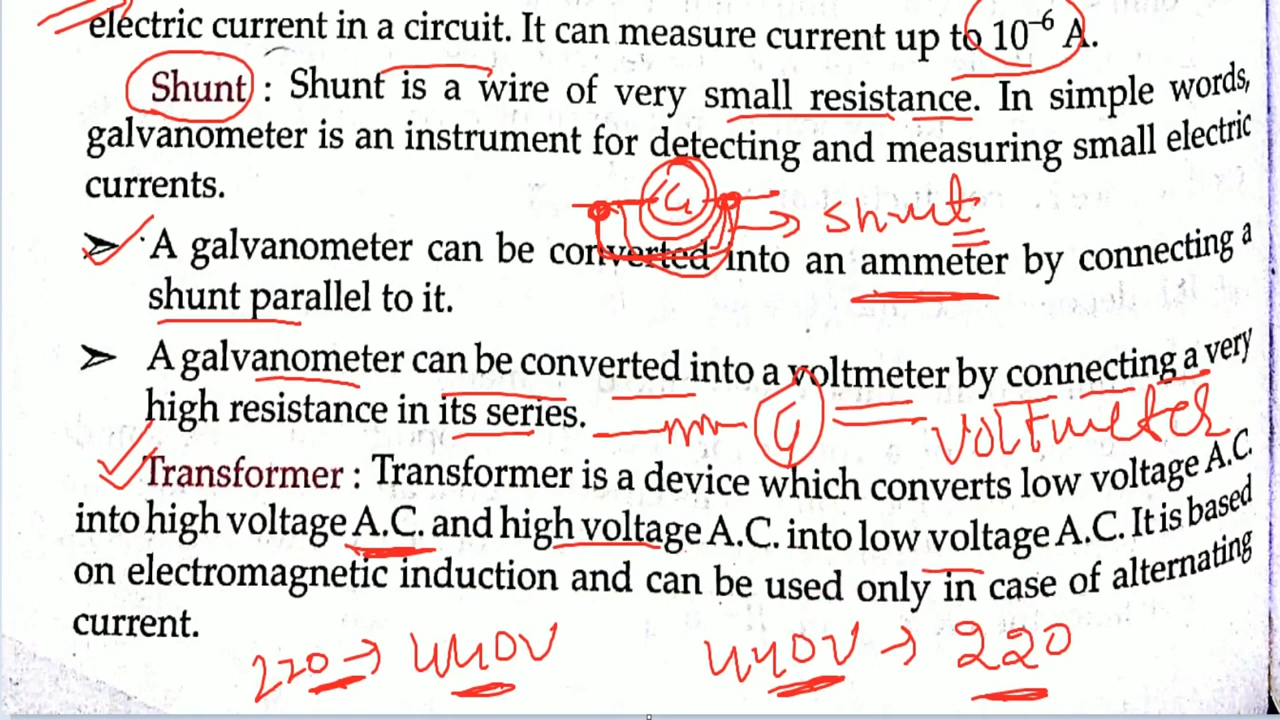 electric current in a circuit. It can measure current up to 10⁻⁶ A.
Shunt : Shunt is a wire of very small resistance. In simple words,
galvanometer is an instrument for detecting and measuring small electric
currents.
G → shunt
➢ A galvanometer can be converted into an ammeter by connecting a
shunt parallel to it.
➢ A galvanometer can be converted into a voltmeter by connecting a very
high resistance in its series.
G VOLTmeter
Transformer : Transformer is a device which converts low voltage A.C.
into high voltage A.C. and high voltage A.C. into low voltage A.C. It is based
on electromagnetic induction and can be used only in case of alternating
current.
220 → 440V 440V → 220